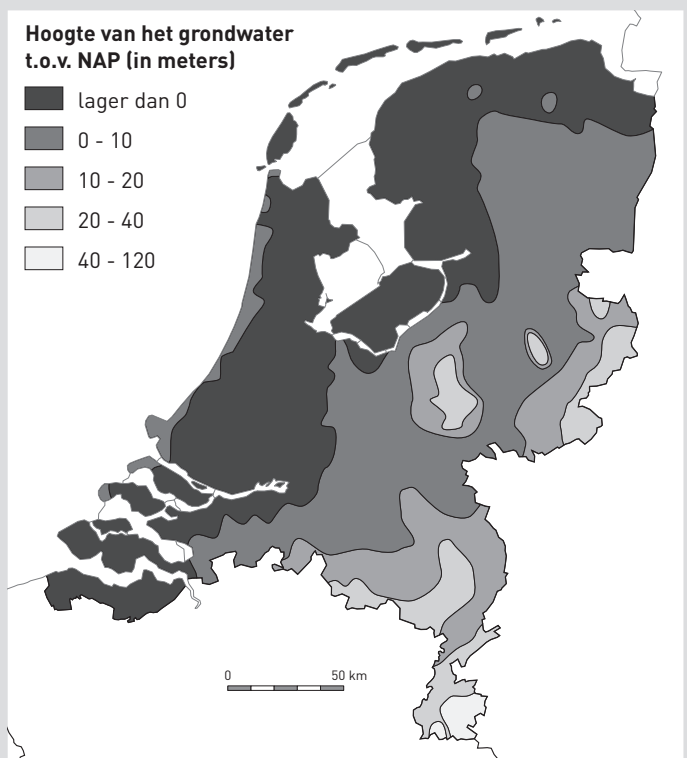 Hoogte van het grondwater
t.o.v. NAP (in meters)
lager dan 0
0 - 10
10 - 20
20 - 40
40 - 120
0 50 km